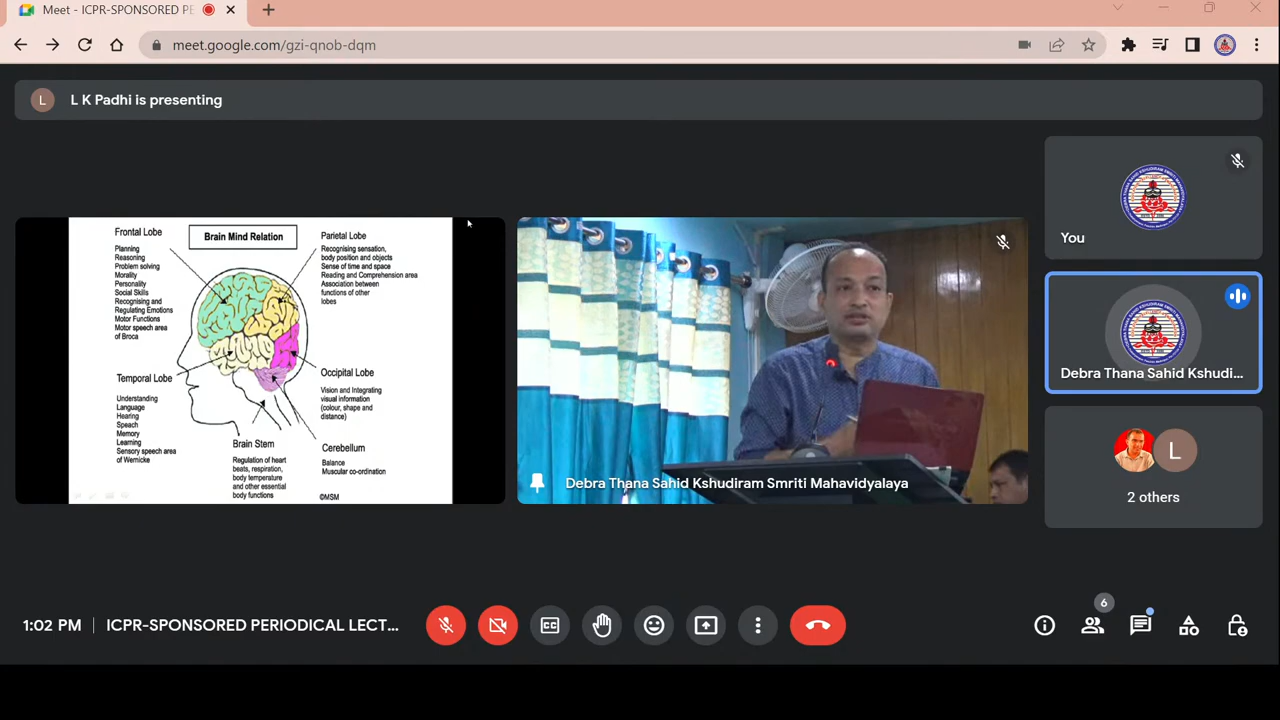 Meet - ICPR-SPONSORED PE
meet.google.com/gzi-qnob-dqm
L
L K Padhi is presenting
Frontal Lobe
Planning
Reasoning
Problem solving
Morality
Personality
Social Skills
Recognising and
Regulating Emotions
Motor Functions
Motor speech area
of Broca
Brain Mind Relation
Parietal Lobe
Recognising sensation,
body position and objects
Sense of time and space
Reading and Comprehension area
Association between
functions of other
lobes
Temporal Lobe
Understanding
Language
Hearing
Speach
Memory
Learning
Sensory speech area
of Wernicke
Occipital Lobe
Vision and Integrating
visual information
(colour, shape and
distance)
Brain Stem
Regulation of heart
beats, respiration,
body temperature
and other essential
body functions
Cerebellum
Balance
Muscular co-ordination
©MSM
Debra Thana Sahid Kshudiram Smriti Mahavidyalaya
You
Debra Thana Sahid Kshudi...
L
2 others
1:02 PM | ICPR-SPONSORED PERIODICAL LECT...
6